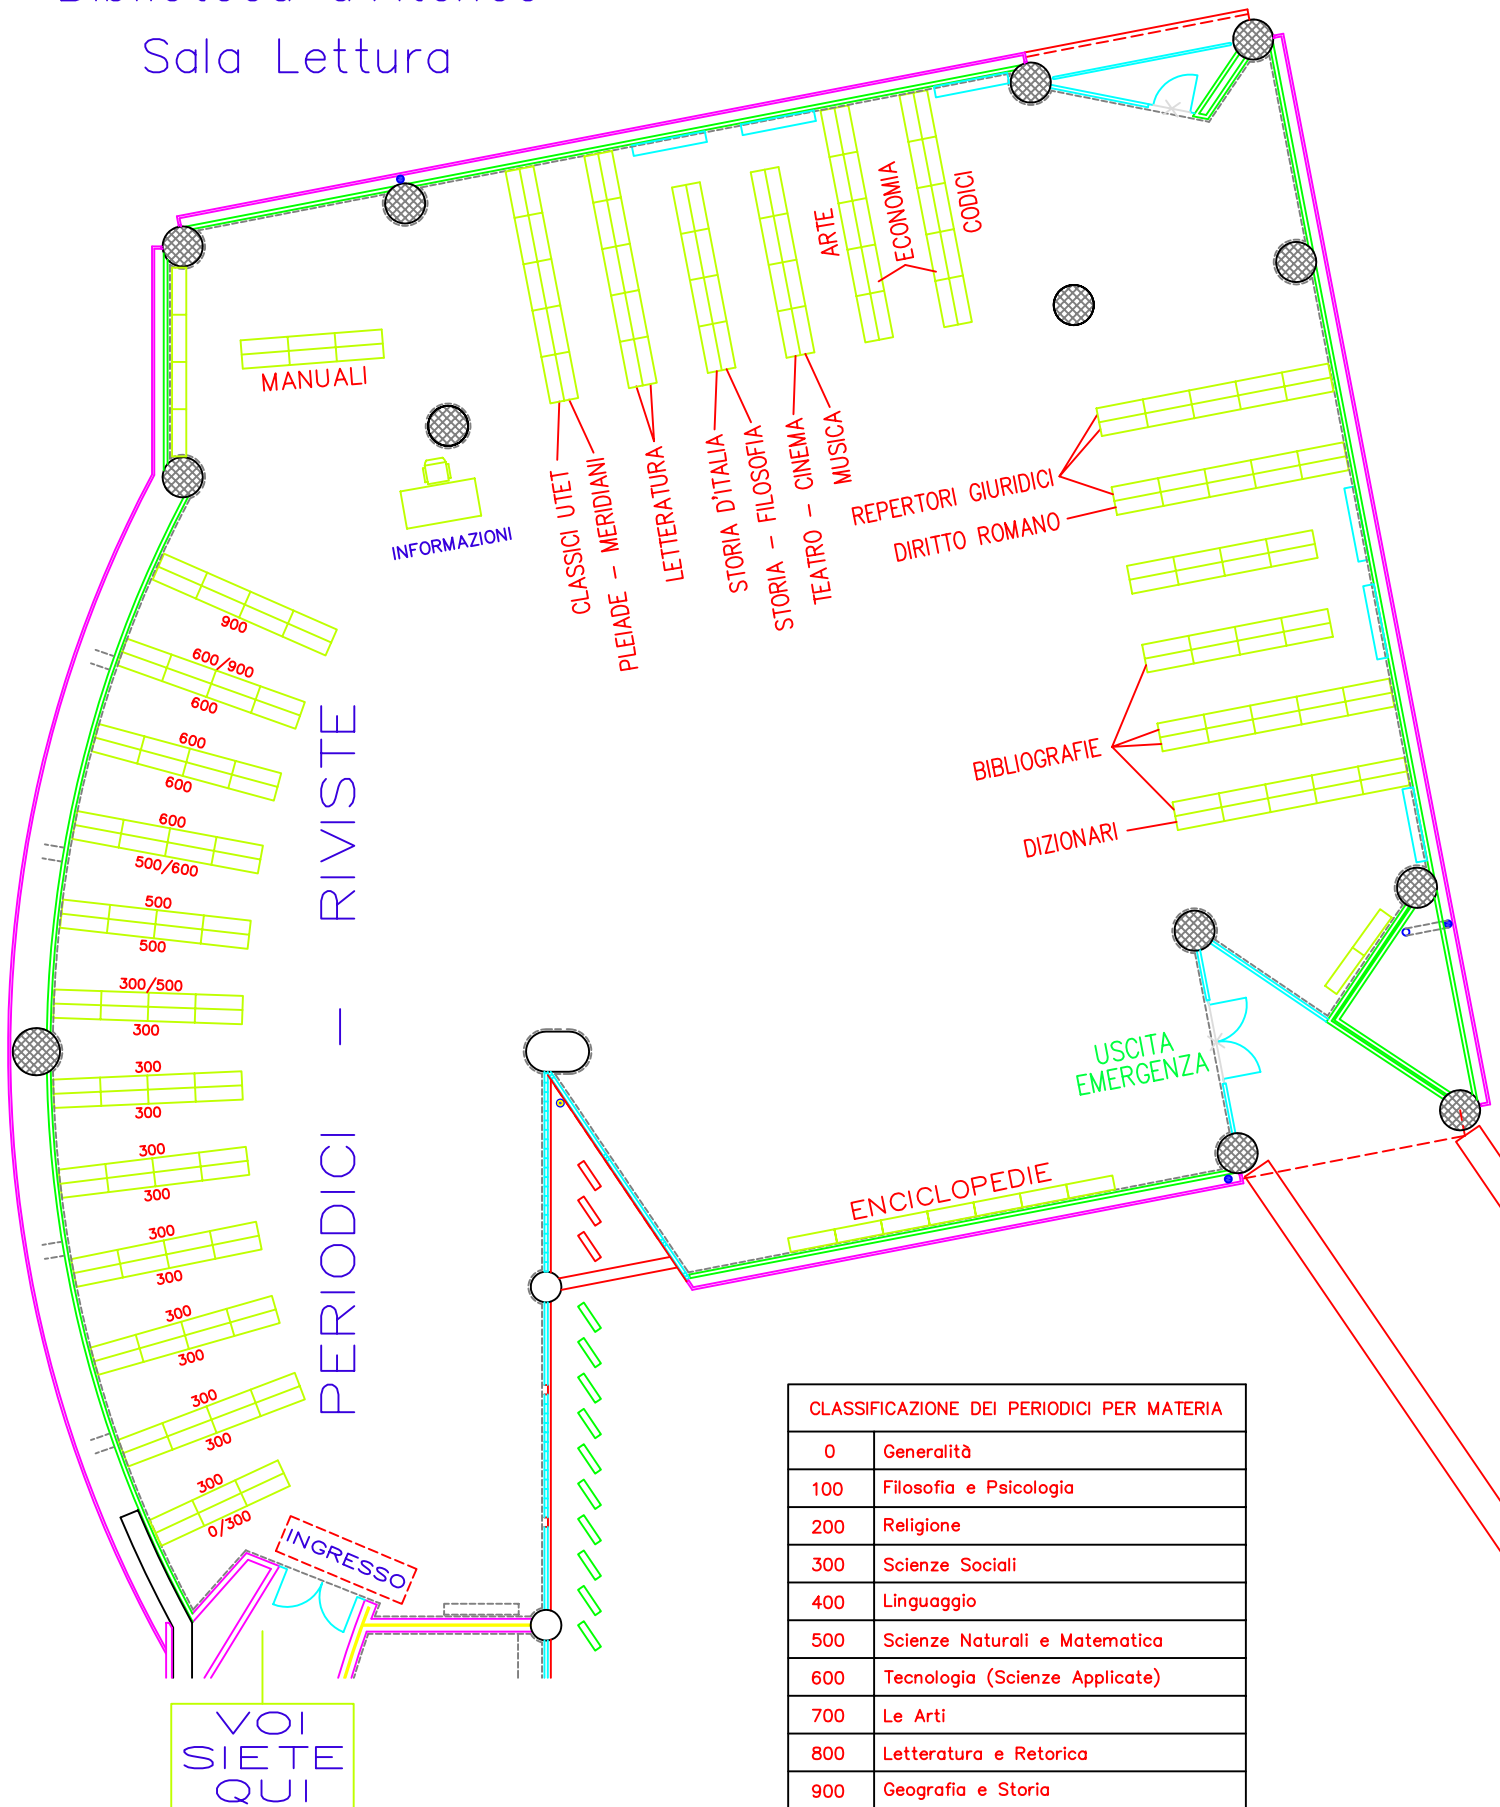 Biblioteca d'Ateneo
Sala Lettura
MANUALI
INFORMAZIONI
ARTE
ECONOMIA
CODICI
CLASSICI UTET
PLEIADE - MERIDIANI
LETTERATURA
STORIA D'ITALIA
STORIA - FILOSOFIA
TEATRO - CINEMA
MUSICA
REPERTORI GIURIDICI
DIRITTO ROMANO
BIBLIOGRAFIE
DIZIONARI
USCITA
EMERGENZA
ENCICLOPEDIE
PERIODICI - RIVISTE
900
600/900
600
600
600
600
500/600
500
500
300/500
300
300
300
300
300
300
300
300
300
300
300
300
0/300
INGRESSO
VOI
SIETE
QUI
CLASSIFICAZIONE DEI PERIODICI PER MATERIA
0 Generalità
100 Filosofia e Psicologia
200 Religione
300 Scienze Sociali
400 Linguaggio
500 Scienze Naturali e Matematica
600 Tecnologia (Scienze Applicate)
700 Le Arti
800 Letteratura e Retorica
900 Geografia e Storia